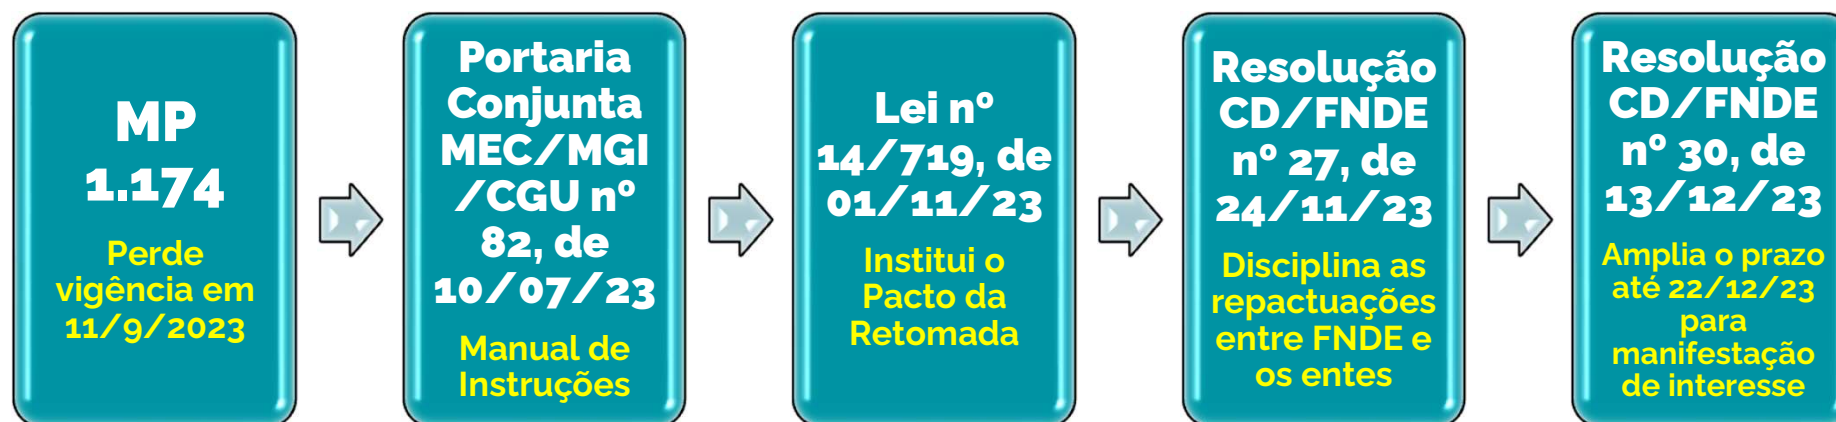 MP
1.174
Perde
vigência em
11/9/2023
Portaria
Conjunta
MEC/MGI
/CGU nº
82, de
10/07/23
Manual de
Instruções
Lei nº
14/719, de
01/11/23
Institui o
Pacto da
Retomada
Resolução
CD/FNDE
nº 27, de
24/11/23
Disciplina as
repactuações
entre FNDE e
os entes
Resolução
CD/FNDE
nº 30, de
13/12/23
Amplia o prazo
até 22/12/23
para
manifestação
de interesse